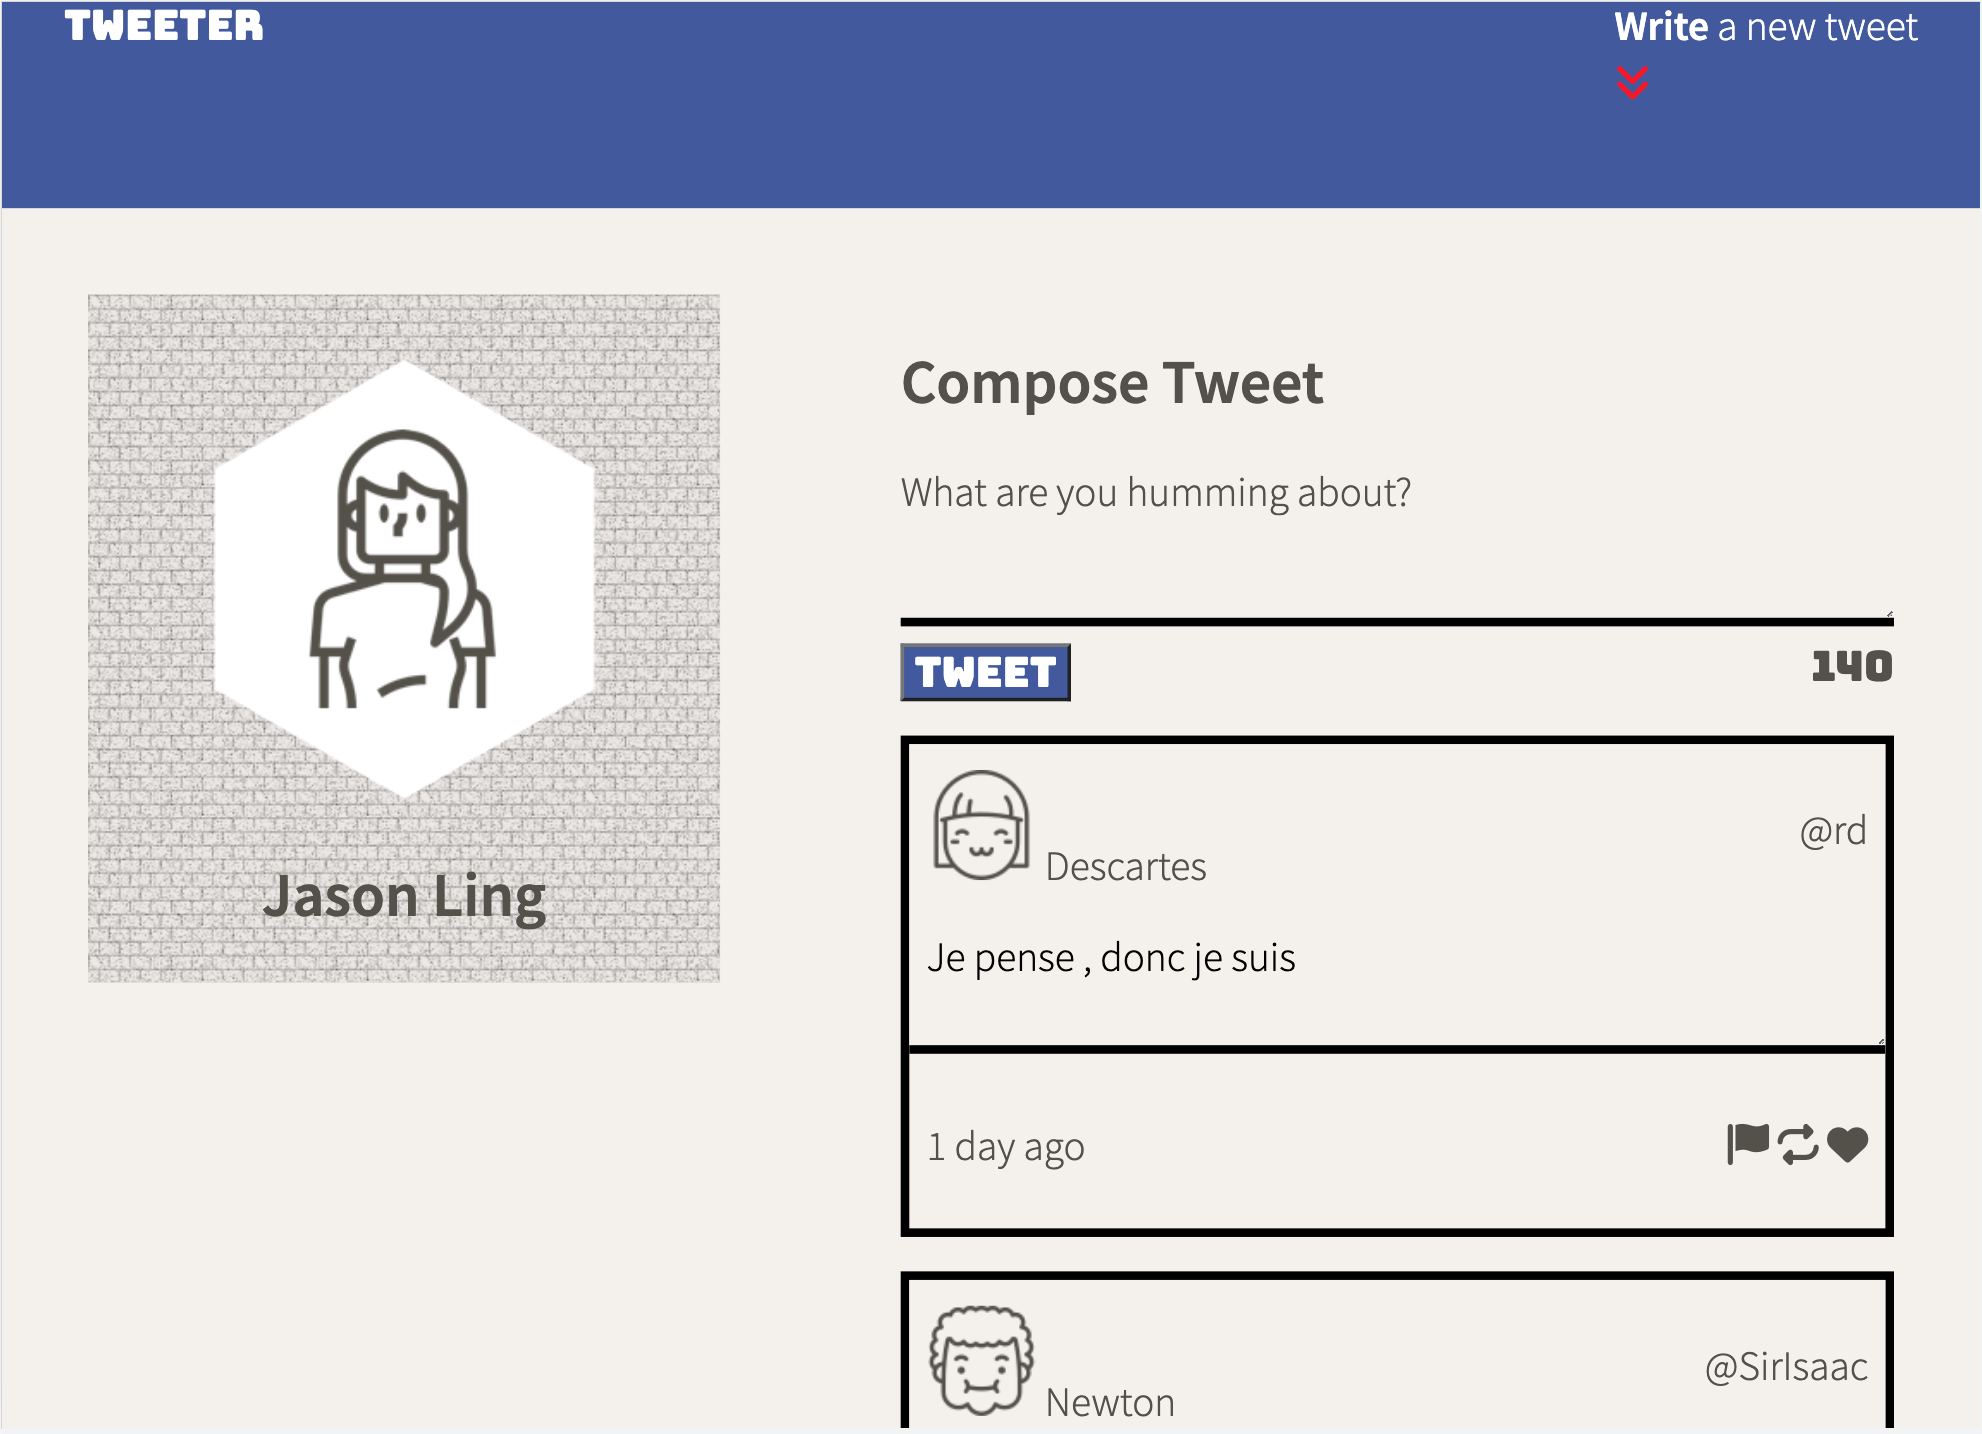 TWEETER
Write a new tweet
Jason Ling
Compose Tweet
What are you humming about?
TWEET
140
Descartes
@rd
Je pense , donc je suis
1 day ago
Newton
@SirIsaac